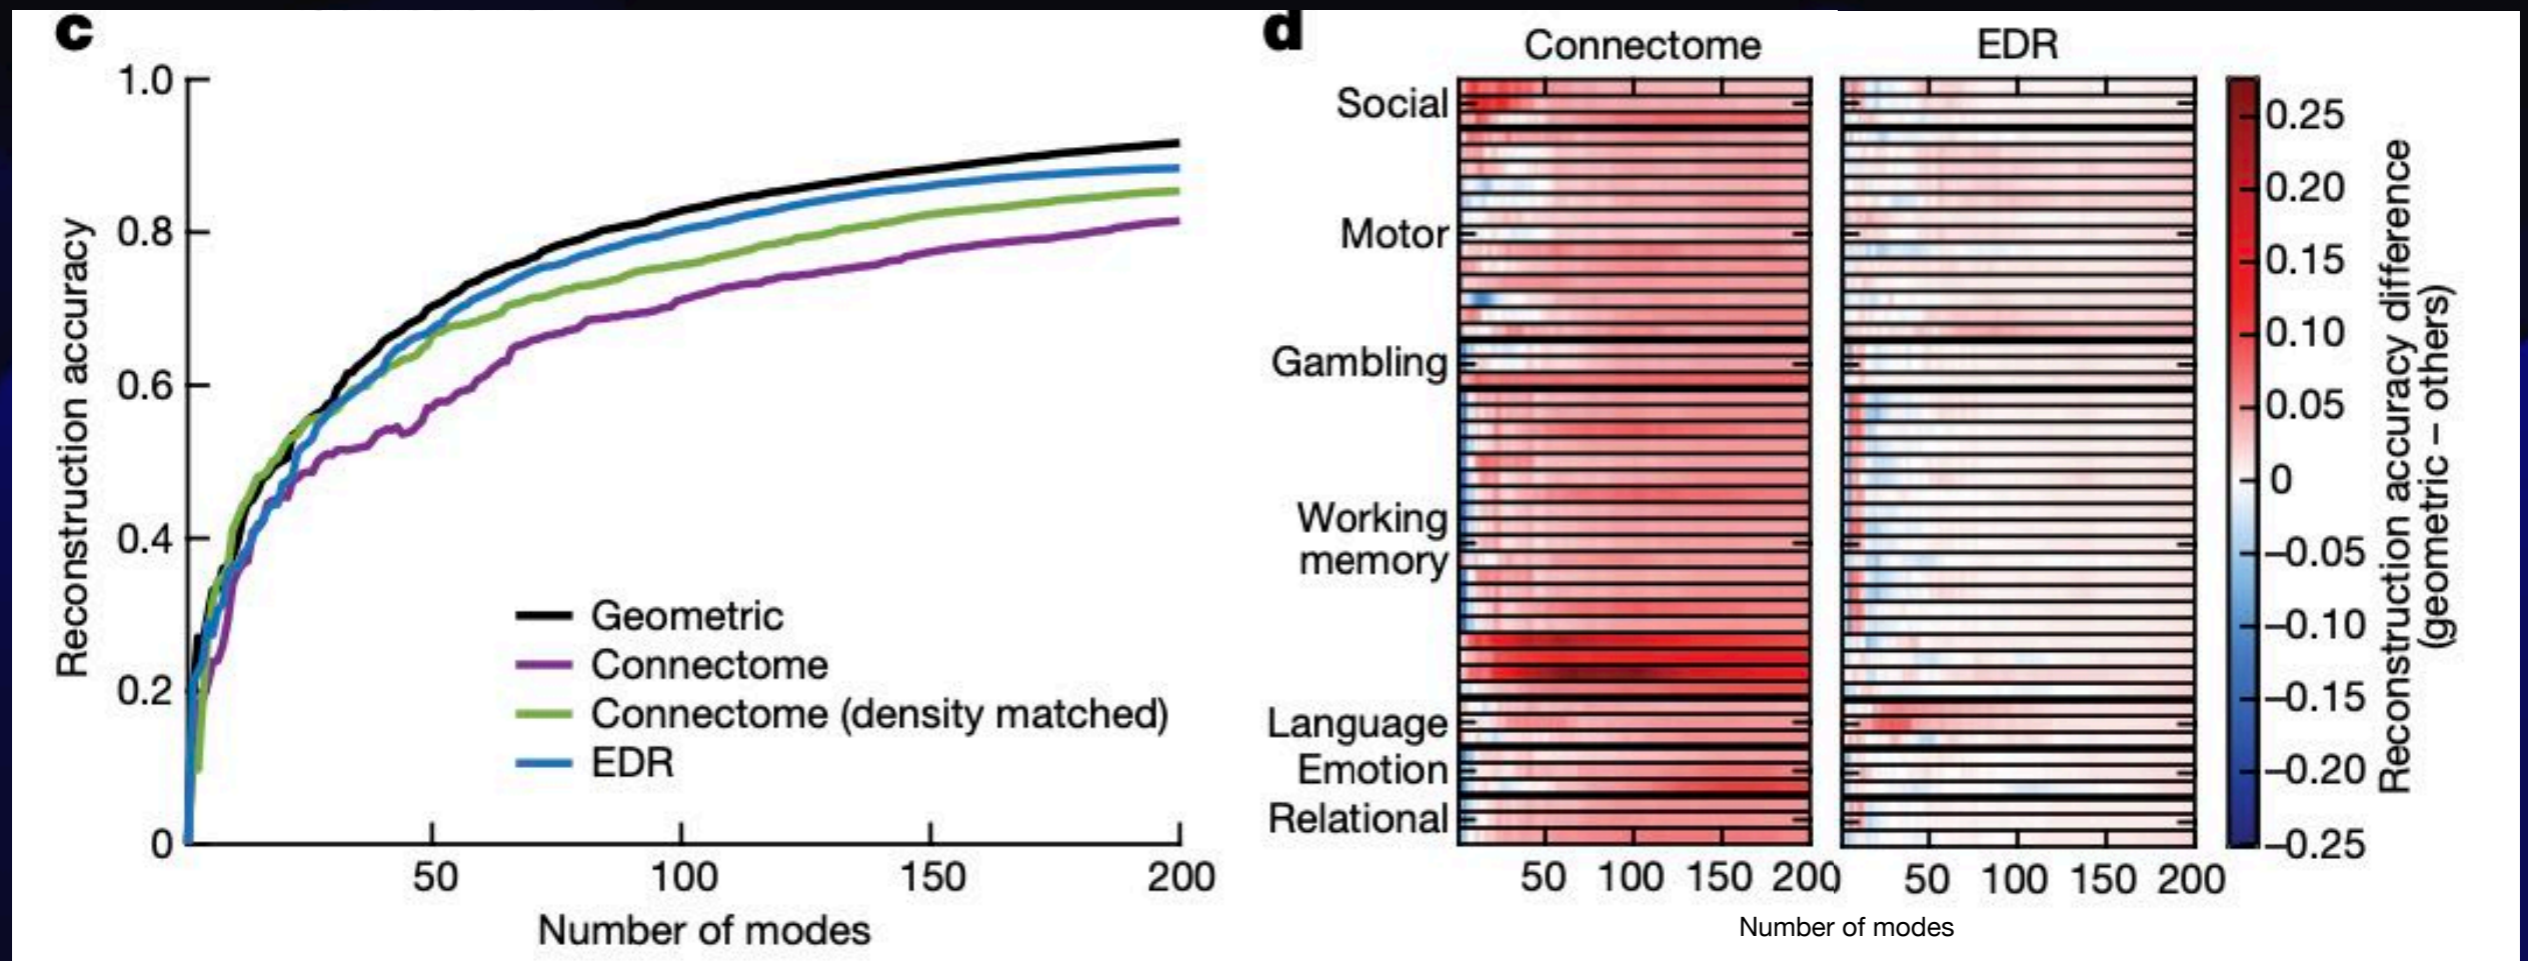 c
Reconstruction accuracy
1.0
0.8
0.6
0.4
0.2
0
50 100 150 200
Number of modes
Geometric
Connectome
Connectome (density matched)
EDR
d
Connectome EDR
Social
Motor
Gambling
Working
memory
Language
Emotion
Relational
50 100 150 200 50 100 150 200
Number of modes
0.25
0.20
0.15
0.10
0.05
0
–0.05
–0.10
–0.15
–0.20
–0.25
Reconstruction accuracy difference
(geometric – others)